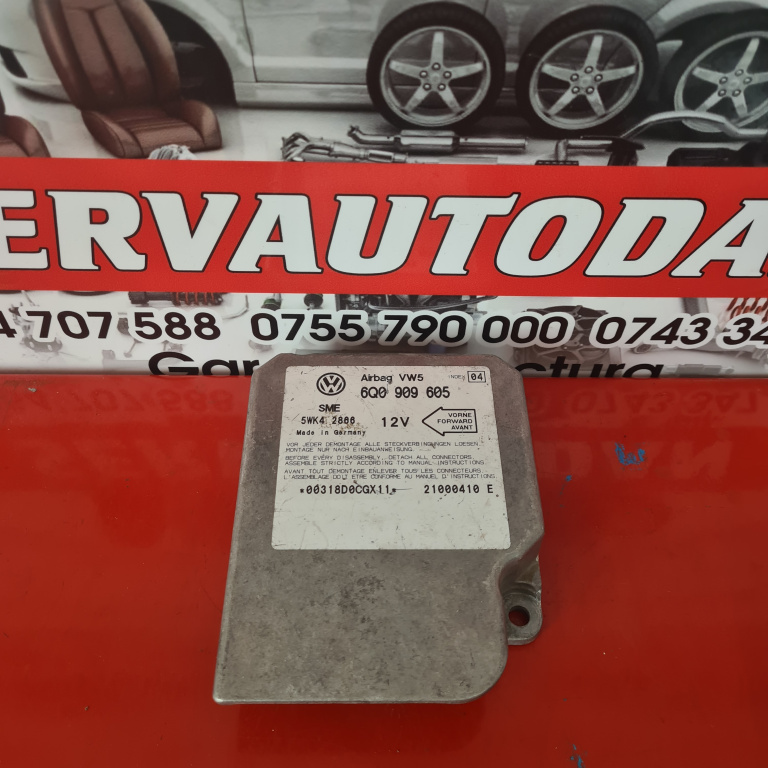 ERVAUTODA
4 707 588 0755 790 000 0743 34
VW
Airbag VW5 INDEX 04
6Q0 909 605
SME
5WK4 2866 12V
VORNE
FORWARD
AVANT
Made in Germany
VOR JEDER DEMONTAGE ALLE STECKVERBINDUNGEN LOESEN.
MONTAGE NUR NACH EINBAUANWEISUNG.
BEFORE EVERY DISASSEMBLY, DETACH ALL CONNECTORS.
ASSEMBLE STRICTLY ACCORDING TO MANUAL INSTRUCTIONS.
AVANT TOUT DEMONTAGE ENLEVER TOUS LES CONNECTEURS.
L'ASSEMBLAGE DOIT ETRE CONFORME AU MANUEL D'INSTRUCTIONS.
*00318D0CGX11* 21000410 E